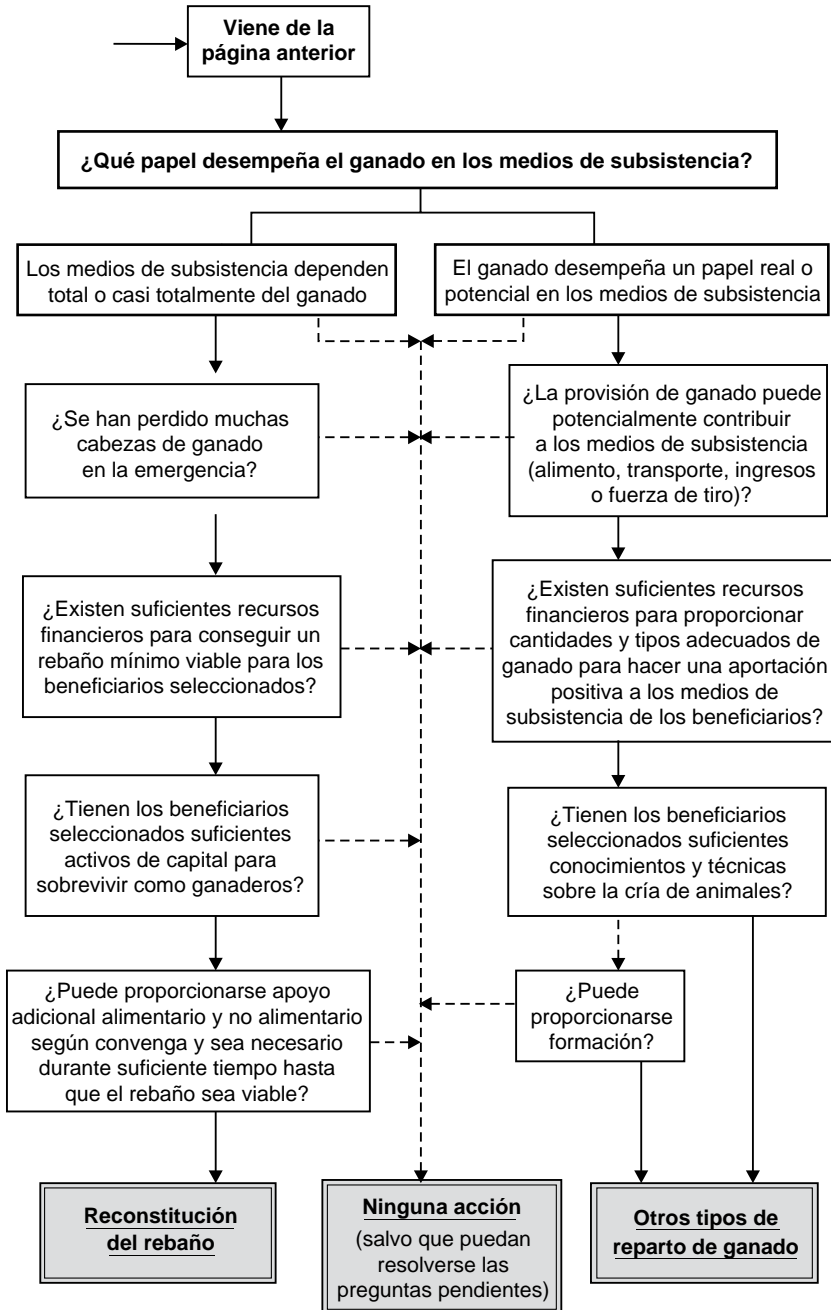 Viene de la
página anterior
¿Qué papel desempeña el ganado en los medios de subsistencia?
Los medios de subsistencia dependen
total o casi totalmente del ganado
El ganado desempeña un papel real o
potencial en los medios de subsistencia
¿Se han perdido muchas
cabezas de ganado
en la emergencia?
¿La provisión de ganado puede
potencialmente contribuir
a los medios de subsistencia
(alimento, transporte, ingresos
o fuerza de tiro)?
¿Existen suficientes recursos
financieros para conseguir un
rebaño mínimo viable para los
beneficiarios seleccionados?
¿Existen suficientes recursos
financieros para proporcionar
cantidades y tipos adecuados de
ganado para hacer una aportación
positiva a los medios de
subsistencia de los beneficiarios?
¿Tienen los beneficiarios
seleccionados suficientes
activos de capital para
sobrevivir como ganaderos?
¿Tienen los beneficiarios
seleccionados suficientes
conocimientos y técnicas
sobre la cría de animales?
¿Puede proporcionarse apoyo
adicional alimentario y no alimentario
según convenga y sea necesario
durante suficiente tiempo hasta
que el rebaño sea viable?
¿Puede
proporcionarse
formación?
Reconstitución
del rebaño
Ninguna acción
(salvo que puedan
resolverse las
preguntas pendientes)
Otros tipos de
reparto de ganado